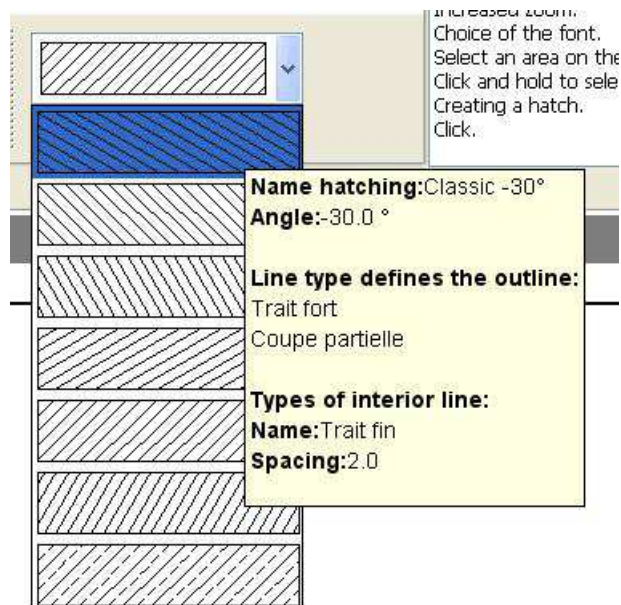 Increased zoom.
Choice of the font.
Select an area on the
Click and hold to sele
Creating a hatch.
Click.
Name hatching:Classic -30°
Angle:-30.0 °
Line type defines the outline:
Trait fort
Coupe partielle
Types of interior line:
Name:Trait fin
Spacing:2.0